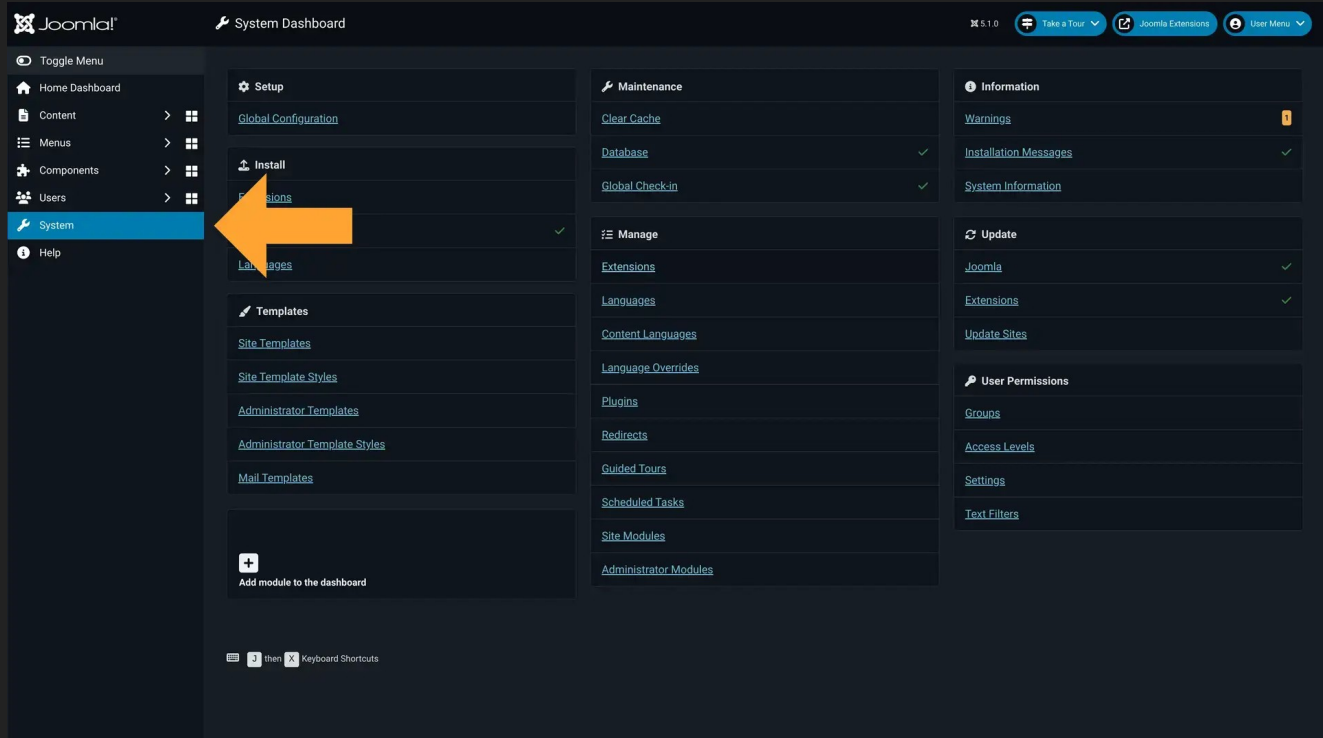 Joomla!®
System Dashboard
5.1.0
Take a Tour
Joomla Extensions
User Menu
Toggle Menu
Home Dashboard
Content
Menus
Components
Users
System
Help
Setup
Global Configuration
Install
Languages
Templates
Site Templates
Site Template Styles
Administrator Templates
Administrator Template Styles
Mail Templates
Add module to the dashboard
J then X Keyboard Shortcuts
Maintenance
Clear Cache
Database
Global Check-in
Manage
Extensions
Languages
Content Languages
Language Overrides
Plugins
Redirects
Guided Tours
Scheduled Tasks
Site Modules
Administrator Modules
Information
Warnings
1
Installation Messages
System Information
Update
Joomla
Extensions
Update Sites
User Permissions
Groups
Access Levels
Settings
Text Filters